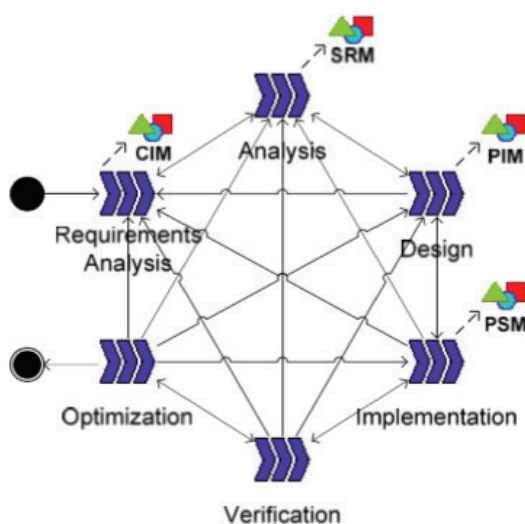 SRM
CIM
Analysis
PIM
Requirements
Analysis
Design
PSM
Optimization
Implementation
Verification